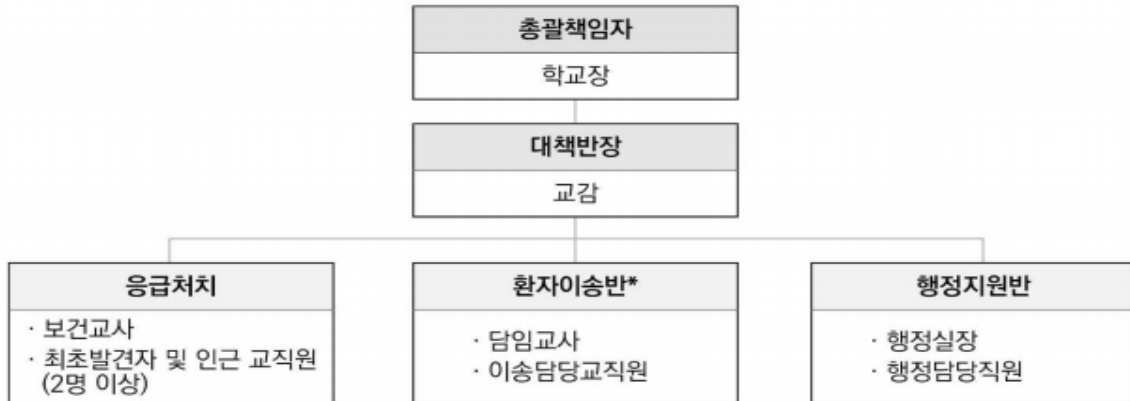 총괄책임자
학교장
대책반장
교감
응급처치
· 보건교사
· 최초발견자 및 인근 교직원
(2명 이상)
환자이송반*
· 담임교사
· 이송담당교직원
행정지원반
· 행정실장
· 행정담당직원